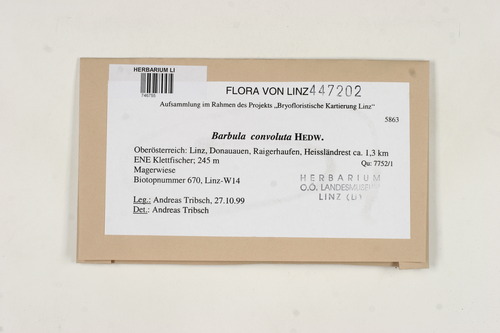 HERBARIUM LI
FLORA VON LINZ 447202
Aufsammlung im Rahmen des Projekts „Bryofloristische Kartierung Linz"
5863
Barbula convoluta HEDW.
Oberösterreich: Linz, Donauauen, Raigerhaufen, Heissländrest ca. 1,3 km
ENE Klettfischer; 245 m
Qu: 7752/1
Magerwiese
Biotopnummer 670, Linz-W14
HERBARIUM
O.Ö. LANDESMUSEUM
LINZ
Leg.: Andreas Tribsch, 27.10.99
Det.: Andreas Tribsch